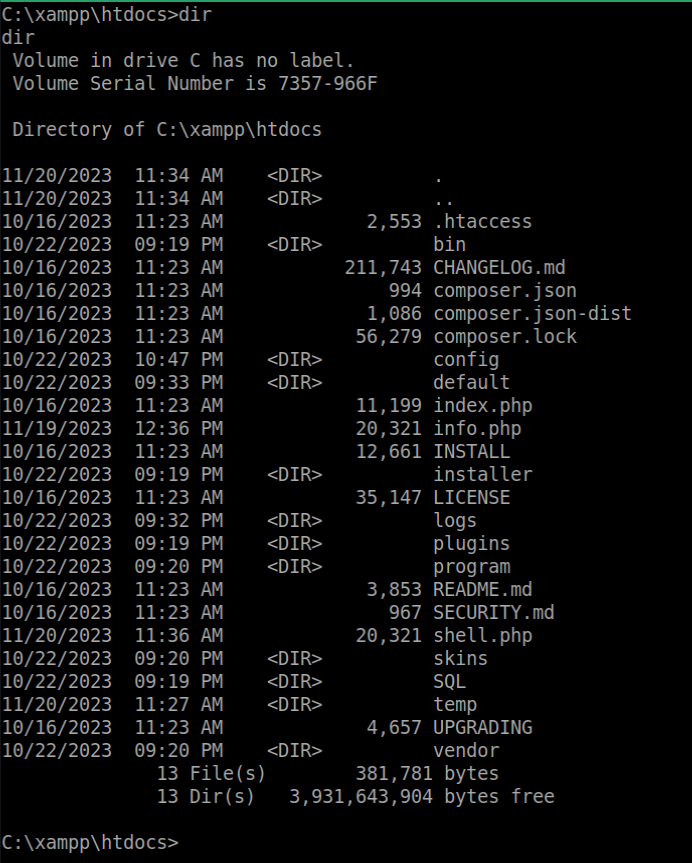 C:\xampp\htdocs>dir
dir
 Volume in drive C has no label.
 Volume Serial Number is 7357-966F

 Directory of C:\xampp\htdocs

11/20/2023  11:34 AM    <DIR>          .
11/20/2023  11:34 AM    <DIR>          ..
10/16/2023  11:23 AM             2,553 .htaccess
10/22/2023  09:19 PM    <DIR>          bin
10/16/2023  11:23 AM           211,743 CHANGELOG.md
10/16/2023  11:23 AM               994 composer.json
10/16/2023  11:23 AM             1,086 composer.json-dist
10/16/2023  11:23 AM            56,279 composer.lock
10/22/2023  10:47 PM    <DIR>          config
10/22/2023  09:33 PM    <DIR>          default
10/16/2023  11:23 AM            11,199 index.php
11/19/2023  12:36 PM            20,321 info.php
10/16/2023  11:23 AM            12,661 INSTALL
10/22/2023  09:19 PM    <DIR>          installer
10/16/2023  11:23 AM            35,147 LICENSE
10/22/2023  09:32 PM    <DIR>          logs
10/22/2023  09:19 PM    <DIR>          plugins
10/22/2023  09:20 PM    <DIR>          program
10/16/2023  11:23 AM             3,853 README.md
10/16/2023  11:23 AM               967 SECURITY.md
11/20/2023  11:36 AM            20,321 shell.php
10/22/2023  09:20 PM    <DIR>          skins
10/22/2023  09:19 PM    <DIR>          SQL
11/20/2023  11:27 AM    <DIR>          temp
10/16/2023  11:23 AM             4,657 UPGRADING
10/22/2023  09:20 PM    <DIR>          vendor
              13 File(s)        381,781 bytes
              13 Dir(s)   3,931,643,904 bytes free

C:\xampp\htdocs>